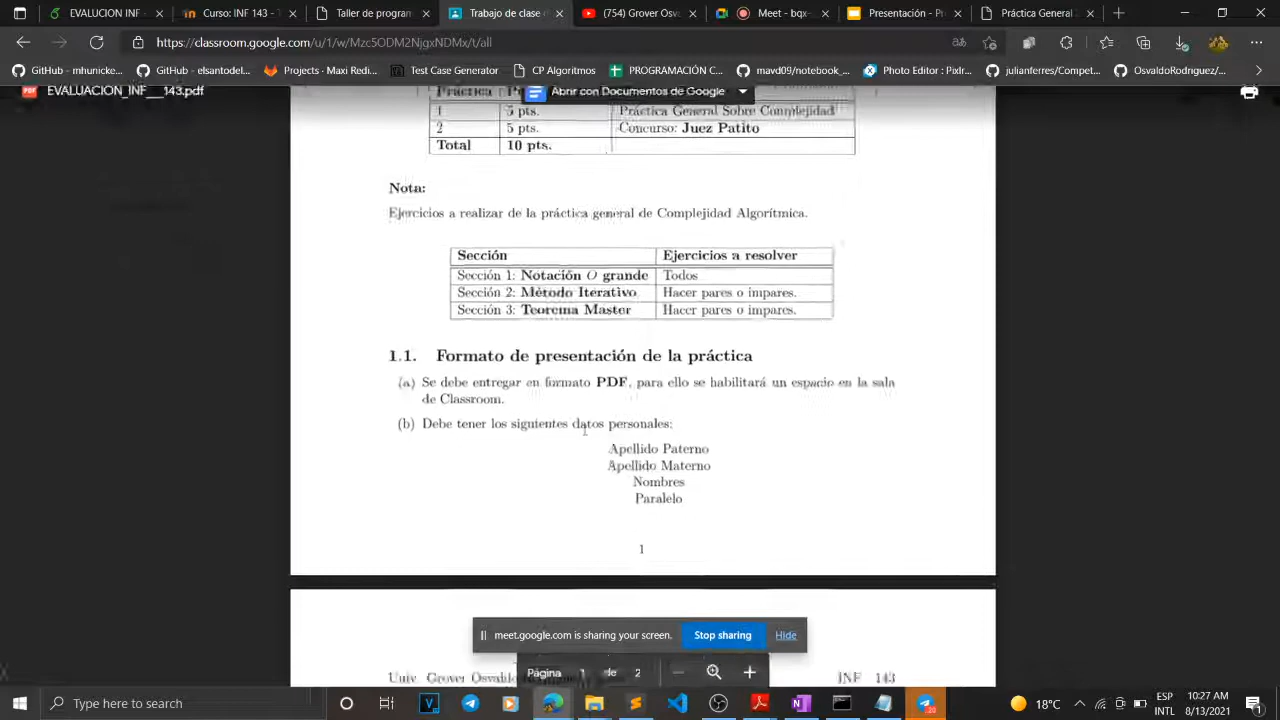 EVALUCION INF
Curso: INF 143 - T
Taller de program
Trabajo de clase
(754) Grover Osv
Meet - bqx-
Presentación - P
Práctica General
https://classroom.google.com/u/1/w/Mzc5ODM2NjgxNDMx/t/all
GitHub - mhunicke...
GitHub - elsantodel...
Projects · Maxi Redi...
Test Case Generator
CP Algoritmos
PROGRAMACIÓN C...
mavd09/notebook_...
Photo Editor : Pixlr...
julianferres/Compet...
OsvaldoRodrignuez/...
EVALUACION_INF___143.pdf
Abrir con Documentos de Google
Práctica
1 5 pts. Práctica General Sobre Complejidad
2 5 pts. Concurso: Juez Patito
Total 10 pts.
Nota:
Ejercicios a realizar de la práctica general de Complejidad Algorítmica.
Sección Ejercicios a resolver
Sección 1: Notación O grande Todos
Sección 2: Método Iterativo Hacer pares o impares.
Sección 3: Teorema Master Hacer pares o impares.
1.1. Formato de presentación de la práctica
(a) Se debe entregar en formato PDF, para ello se habilitará un espacio en la sala
de Classroom.
(b) Debe tener los siguientes datos personales:
Apellido Paterno
Apellido Materno
Nombres
Paralelo
1
meet.google.com is sharing your screen. Stop sharing Hide
Página 1 de 2
Univ. Grover Osvaldo INF 143
Type here to search
18°C
ESP
INTL
10:27 AM
8/13/2021